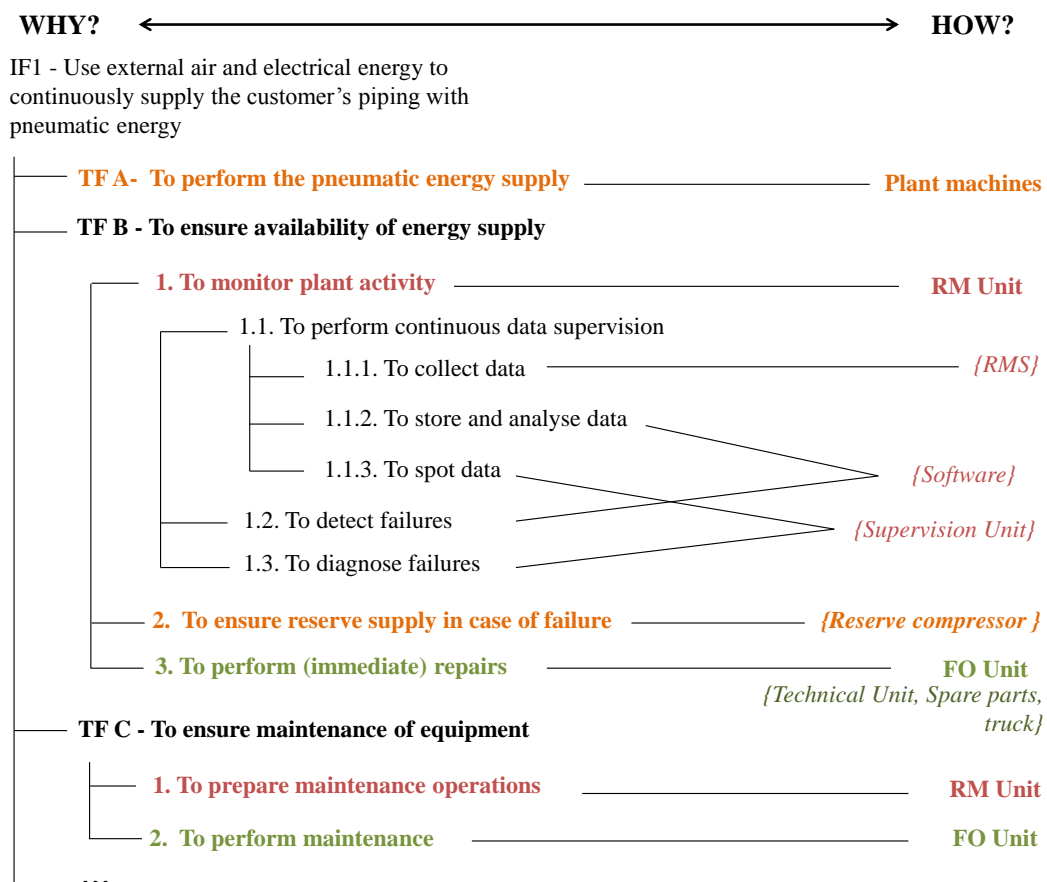 WHY? HOW?
IF1 - Use external air and electrical energy to
continuously supply the customer's piping with
pneumatic energy
TF A- To perform the pneumatic energy supply Plant machines
TF B - To ensure availability of energy supply
1. To monitor plant activity RM Unit
1.1. To perform continuous data supervision
1.1.1. To collect data {RMS}
1.1.2. To store and analyse data
1.1.3. To spot data {Software}
1.2. To detect failures {Supervision Unit}
1.3. To diagnose failures
2. To ensure reserve supply in case of failure {Reserve compressor }
3. To perform (immediate) repairs FO Unit
{Technical Unit, Spare parts,
truck}
TF C - To ensure maintenance of equipment
1. To prepare maintenance operations RM Unit
2. To perform maintenance FO Unit
...